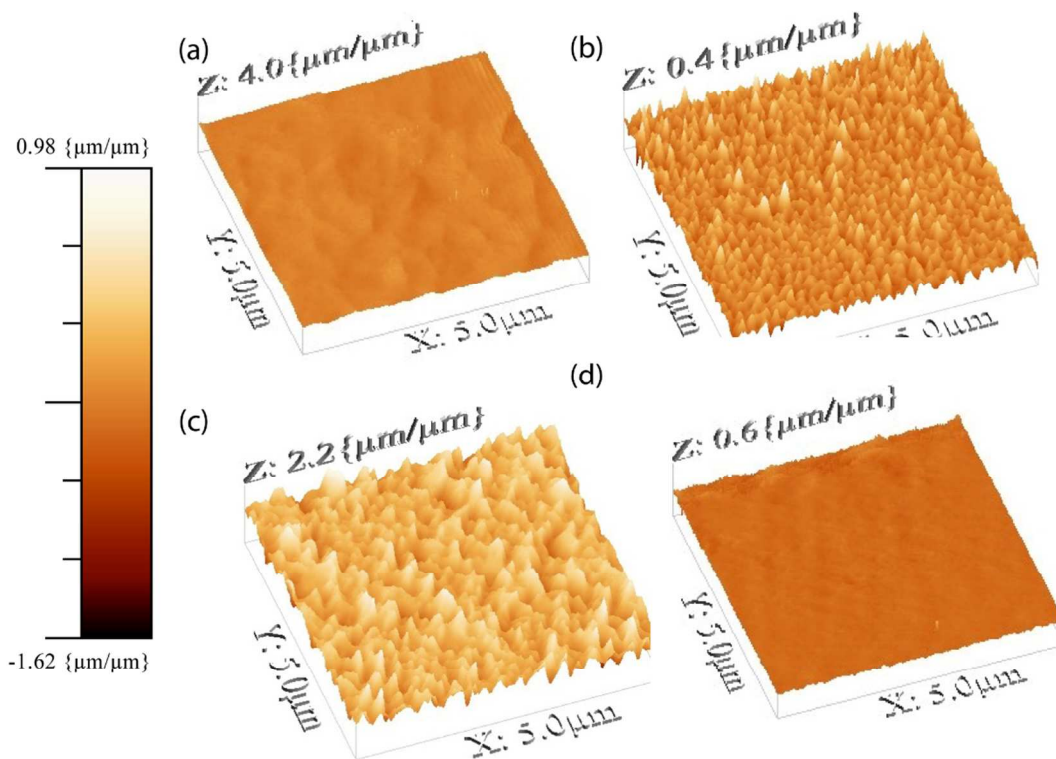 (a)
Z: 4.0{µm/µm}
Y: 5.0µm
X: 5.0µm
(b)
Z: 0.4{µm/µm}
Y: 5.0µm
5.0µm
0.98 {µm/µm}
-1.62 {µm/µm}
(c)
Z: 2.2{µm/µm}
Y: 5.0µm
X: 5.0µm
(d)
Z: 0.6{µm/µm}
Y: 5.0µm
X: 5.0µm